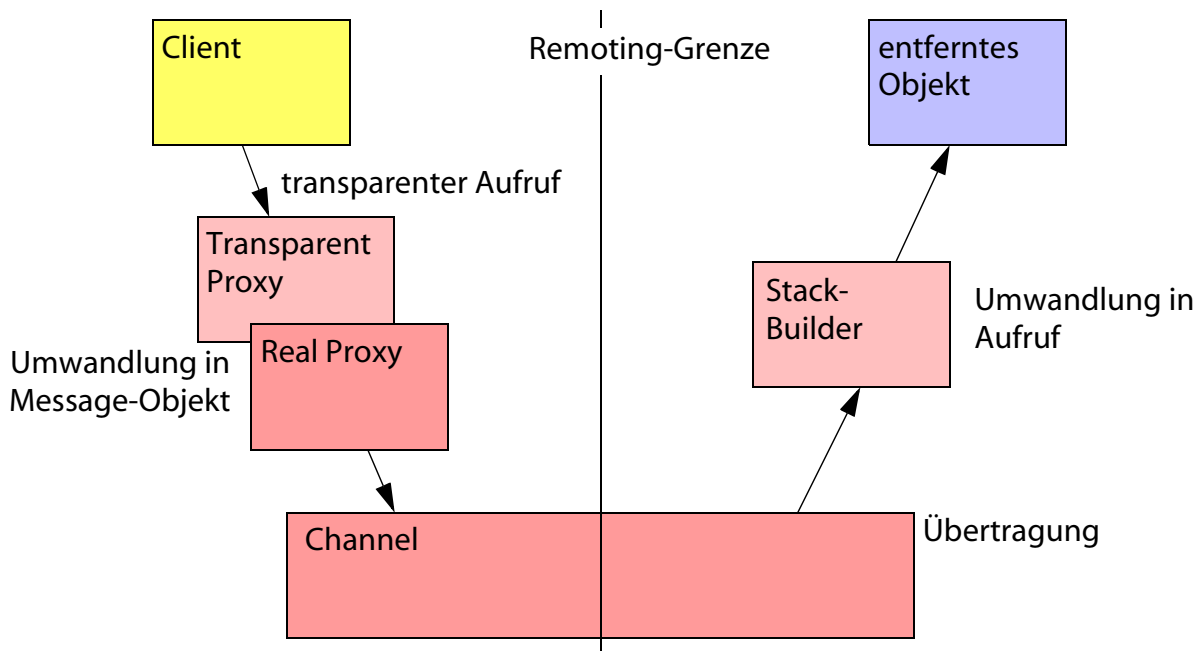 Client
Remoting-Grenze
entferntes
Objekt
transparenter Aufruf
Transparent
Proxy
Stack-
Builder
Umwandlung in
Aufruf
Real Proxy
Umwandlung in
Message-Objekt
Channel
Übertragung